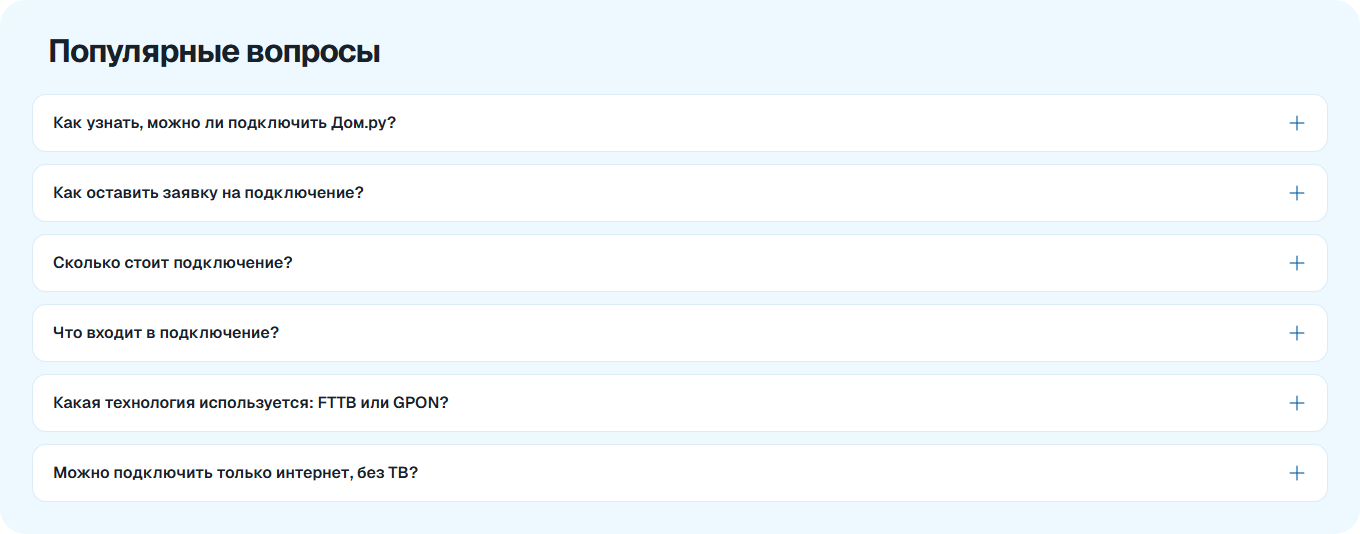 Популярные вопросы
Как узнать, можно ли подключить Дом.ру?
Как оставить заявку на подключение?
Сколько стоит подключение?
Что входит в подключение?
Какая технология используется: FTTB или GPON?
Можно подключить только интернет, без ТВ?